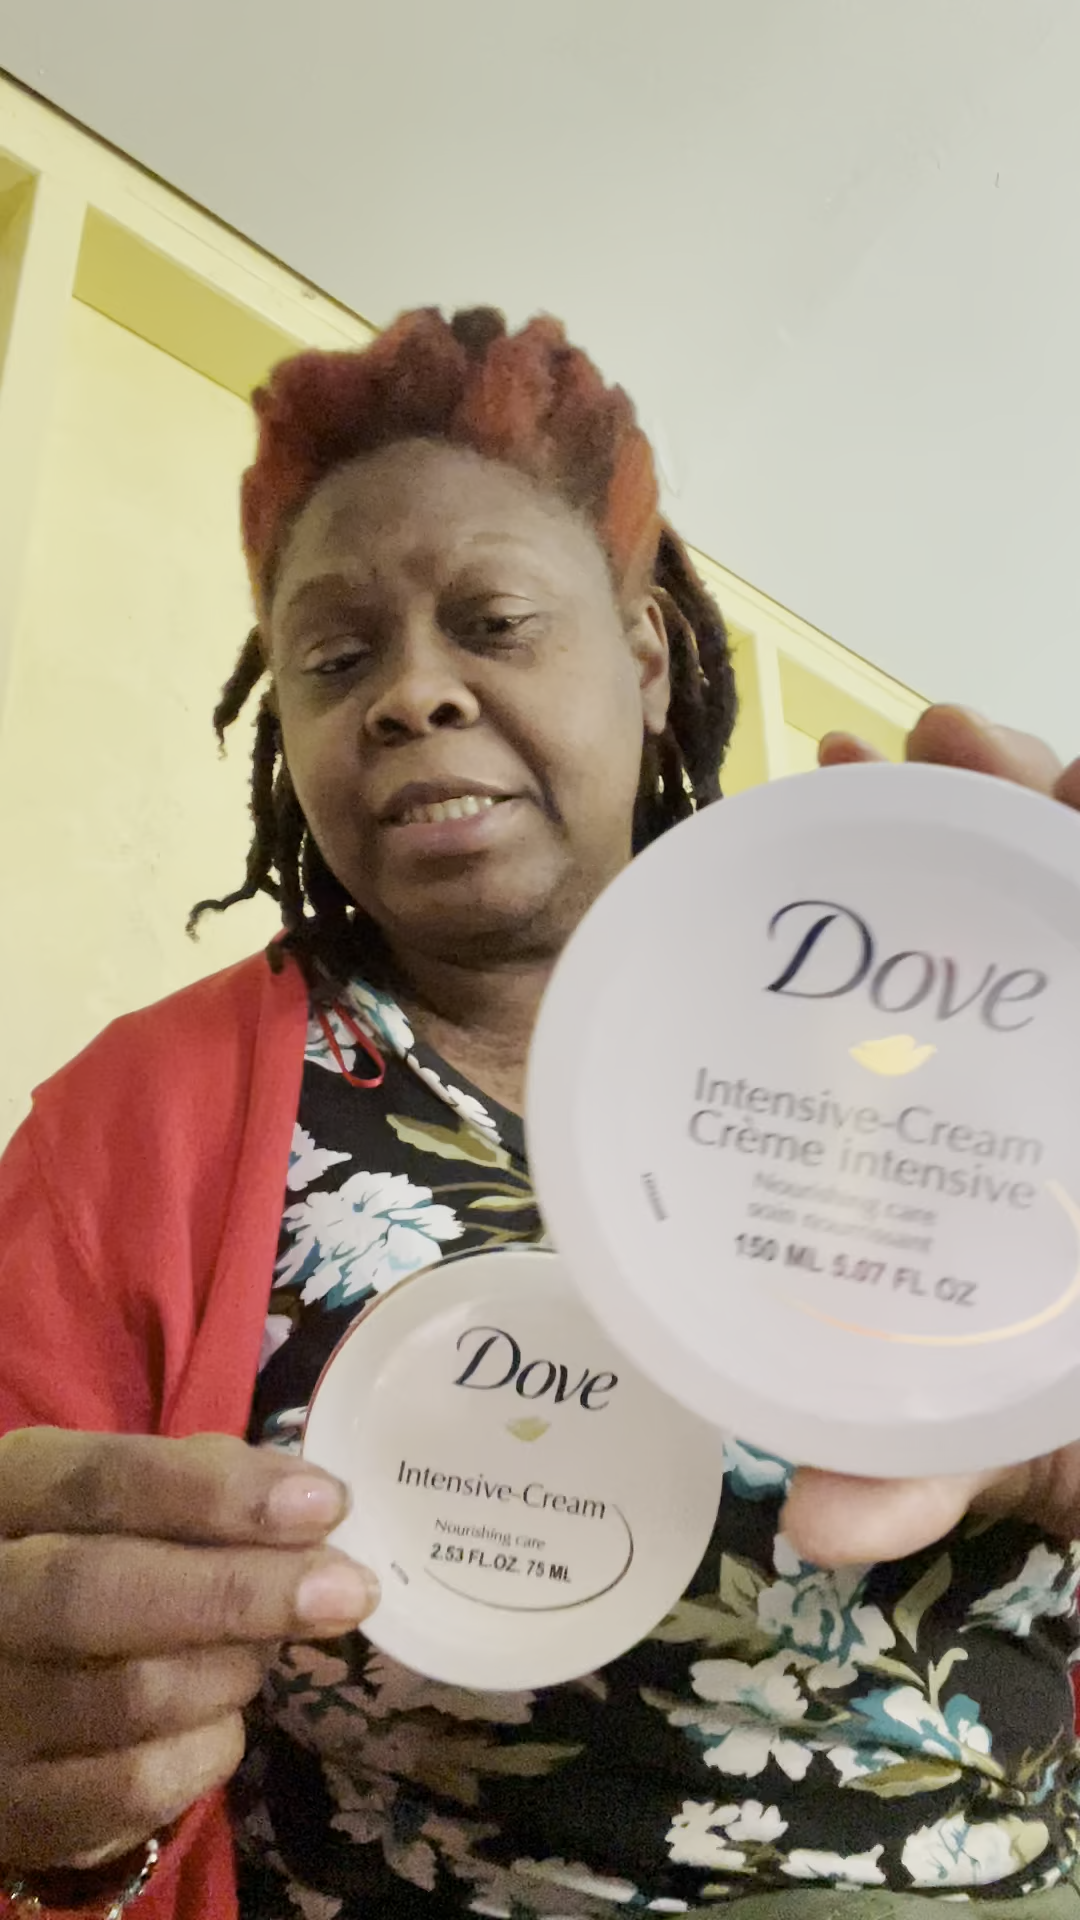 Dove
Intensive-Cream
Crème intensive
Nourishing care
soin nourrissant
150 ML 5.07 FL OZ
Dove
Intensive-Cream
Nourishing care
2.53 FL.OZ. 75 ML